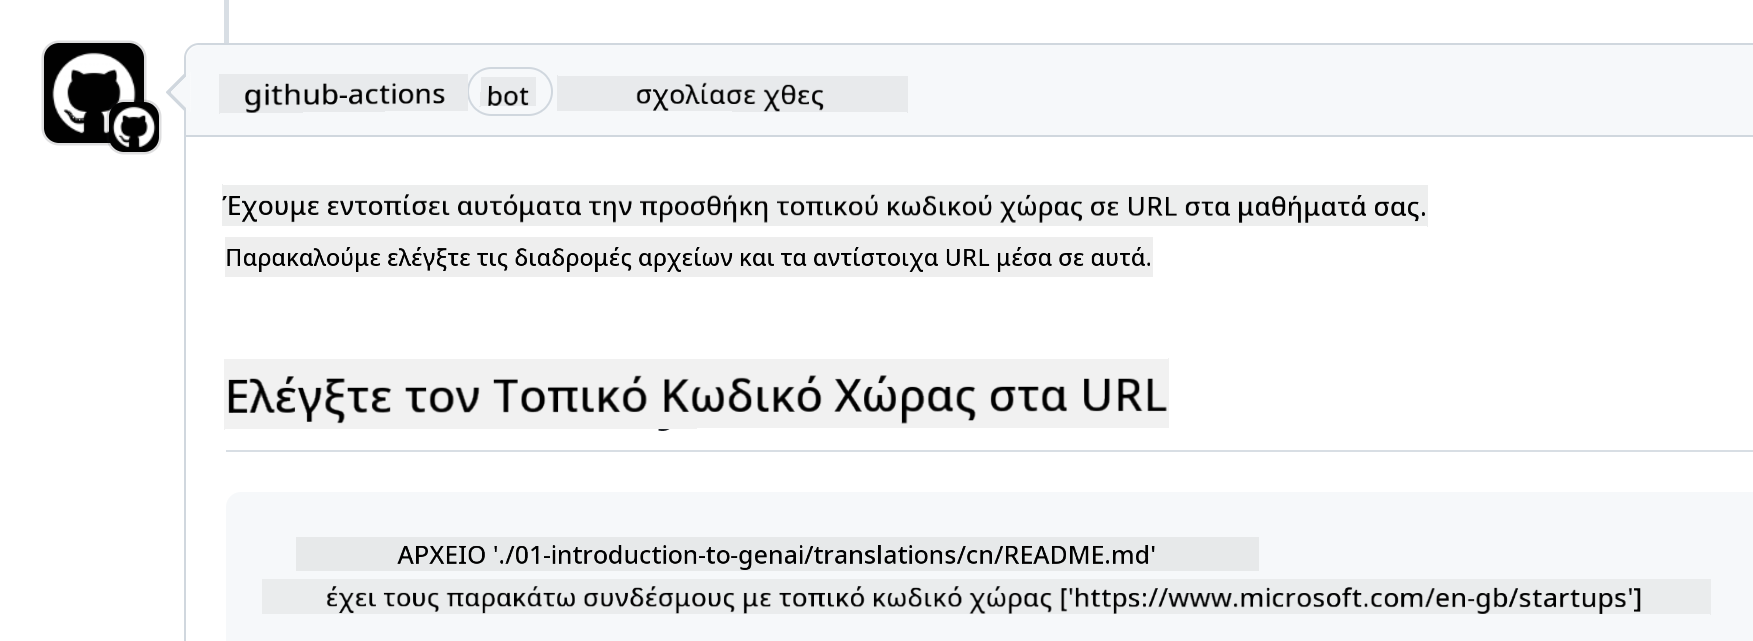 github-actions bot σχολίασε χθες
Έχουμε εντοπίσει αυτόματα την προσθήκη τοπικού κωδικού χώρας σε URL στα μαθήματά σας.
Παρακαλούμε ελέγξτε τις διαδρομές αρχείων και τα αντίστοιχα URL μέσα σε αυτά.
Ελέγξτε τον Τοπικό Κωδικό Χώρας στα URL
ΑΡΧΕΙΟ './01-introduction-to-genai/translations/cn/README.md'
έχει τους παρακάτω συνδέσμους με τοπικό κωδικό χώρας ['https://www.microsoft.com/en-gb/startups']